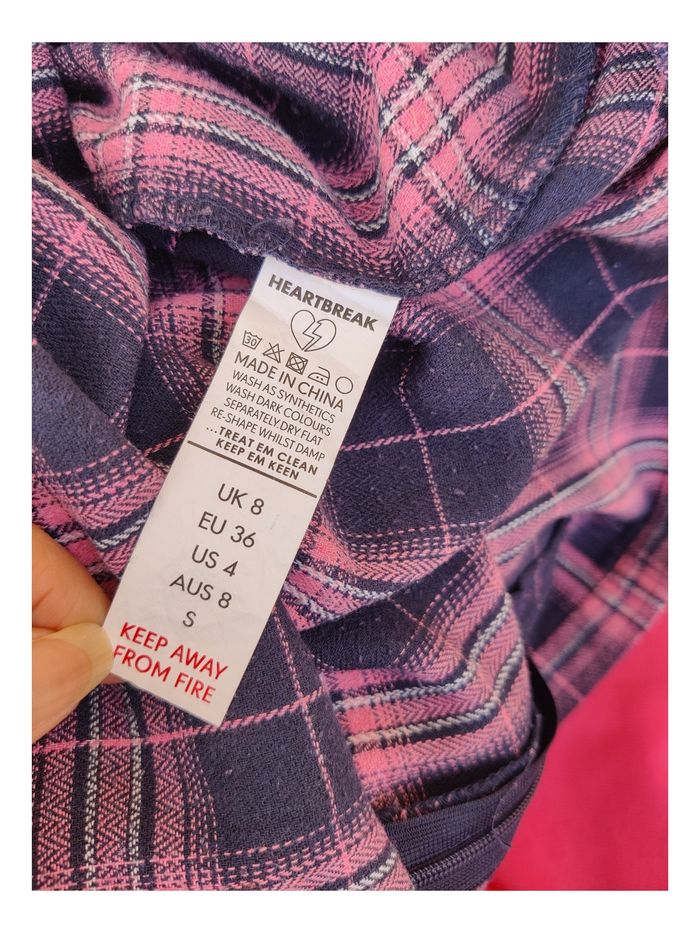 HEARTBREAK
30
MADE IN CHINA
WASH AS SYNTHETICS
WASH DARK COLOURS
SEPARATELY.DRY FLAT
RE-SHAPE WHILST DAMP
...TREAT EM CLEAN
KEEP EM KEEN
UK 8
EU 36
US 4
AUS 8
S
KEEP AWAY
FROM FIRE